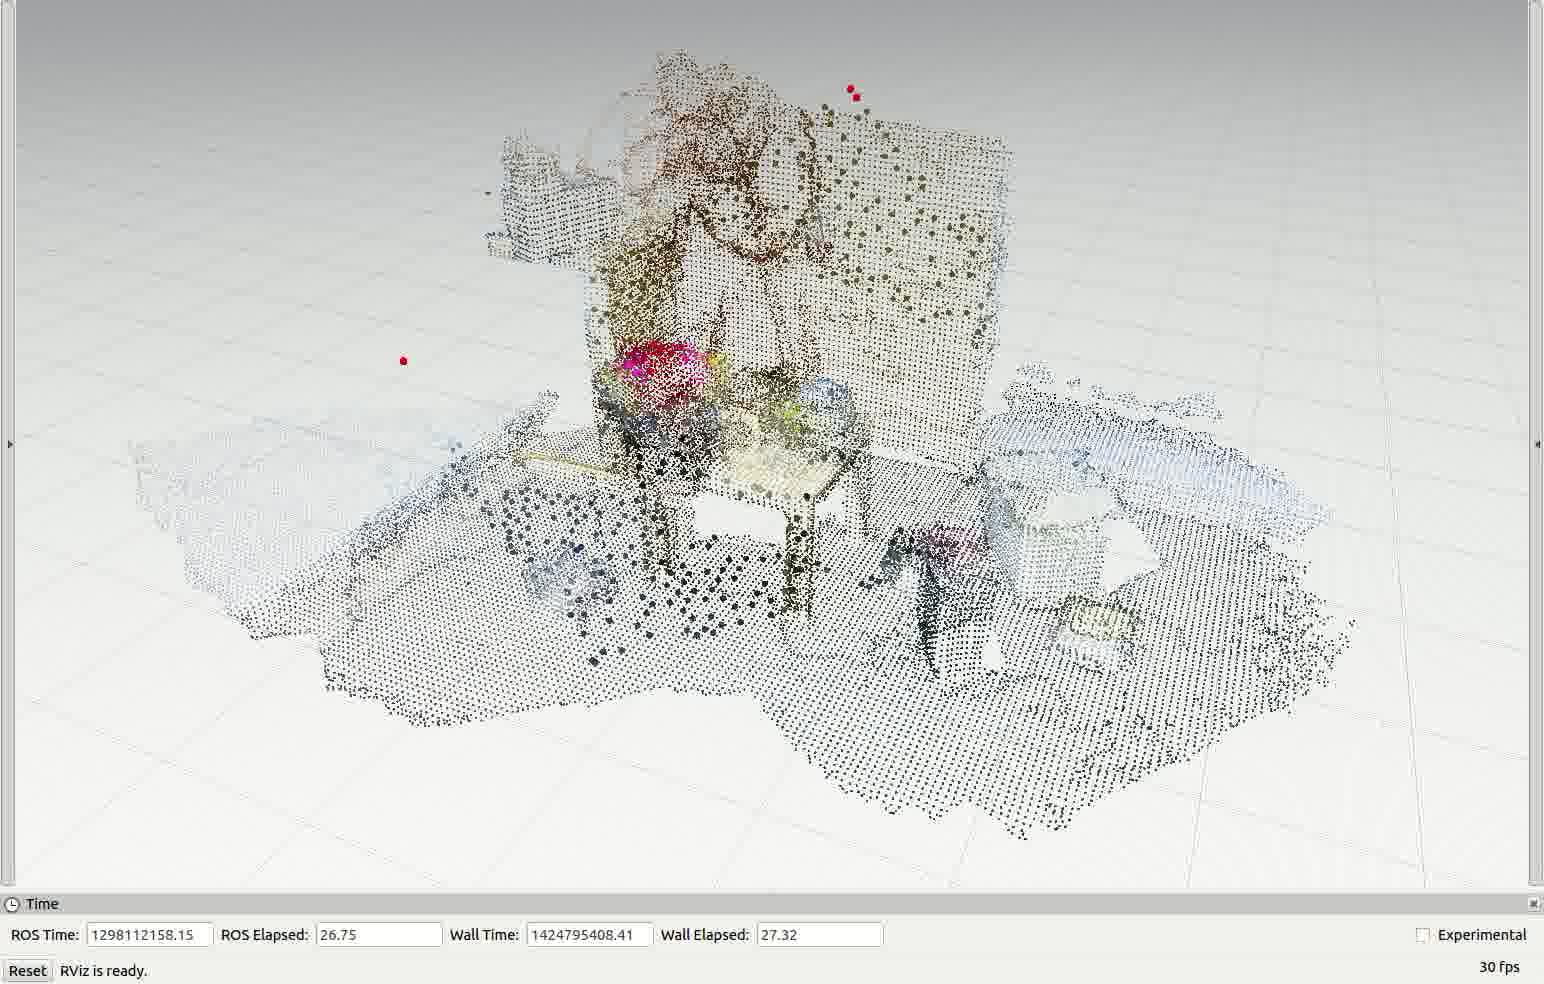 Time
ROS Time: 1298112158.15 ROS Elapsed: 26.75 Wall Time: 1424795408.41 Wall Elapsed: 27.32 Experimental
Reset RViz is ready. 30 fps